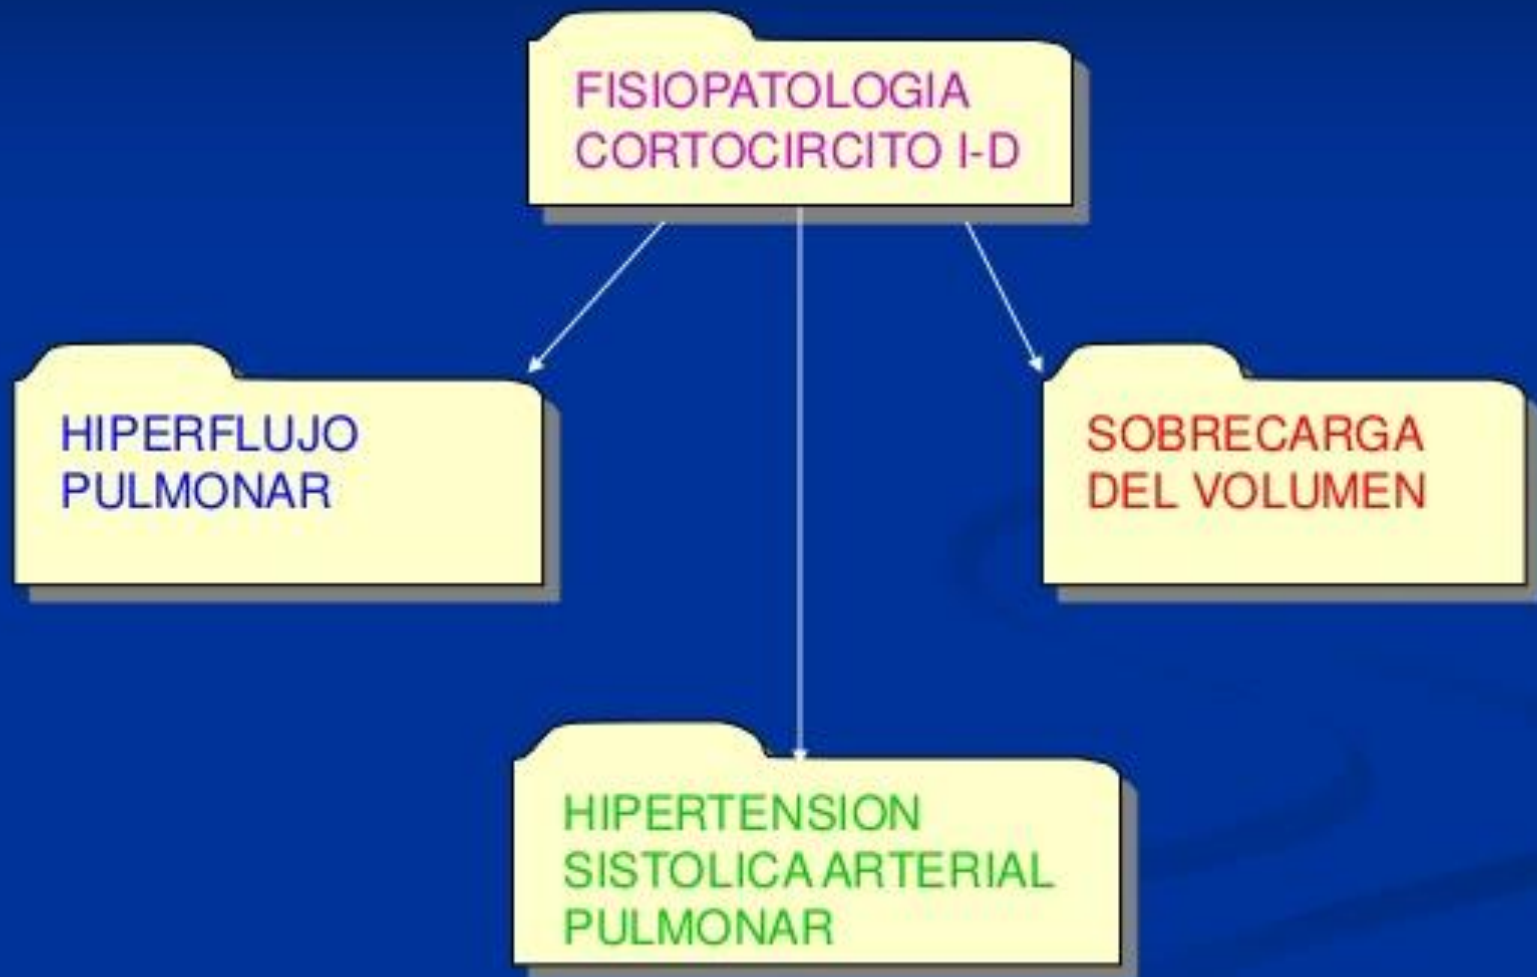 FISIOPATOLOGIA
CORTOCIRCITO I-D
HIPERFLUJO
PULMONAR
SOBRECARGA
DEL VOLUMEN
HIPERTENSION
SISTOLICA ARTERIAL
PULMONAR